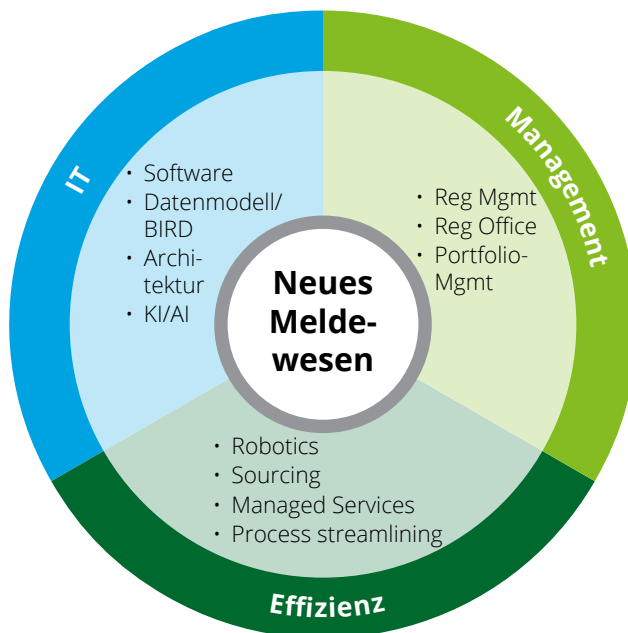 IT
• Software
• Datenmodell/
BIRD
• Archi-
tektur
• KI/AI
Management
• Reg Mgmt
• Reg Office
• Portfolio-
Mgmt
Neues
Melde-
wesen
• Robotics
• Sourcing
• Managed Services
• Process streamlining
Effizienz